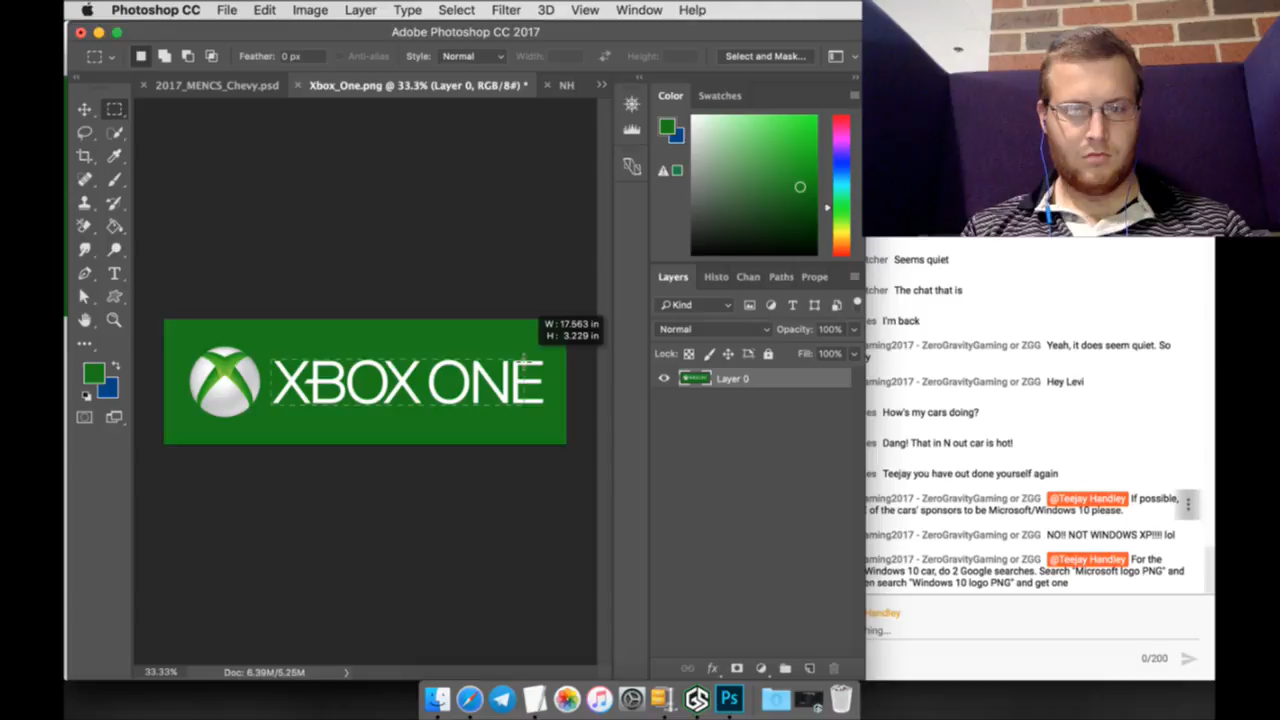 Photoshop CC File Edit Image Layer Type Select Filter 3D View Window Help
Adobe Photoshop CC 2017
Feather: 0 px Anti-alias Style: Normal Width: Height: Select and Mask...
2017_MENCS_Chevy.psd Xbox_One.png @ 33.3% (Layer 0, RGB/8#) * NH
Color Swatches
W: 17.563 in
H: 3.229 in
XBOX ONE
Layers Histo Chan Paths Prope
Kind
Normal Opacity: 100%
Lock: Fill: 100%
Layer 0
33.33% Doc: 6.39M/5.25M
Seems quiet
The chat that is
I'm back
ZeroGravityGaming or ZGG Yeah, it does seem quiet. So
ZeroGravityGaming or ZGG Hey Levi
How's my cars doing?
Dang! That in N out car is hot!
Teejay you have out done yourself again
aming2017 - ZeroGravityGaming or ZGG @Teejay Handley If possible,
of the cars' sponsors to be Microsoft/Windows 10 please.
aming2017 - ZeroGravityGaming or ZGG NO!! NOT WINDOWS XP!!!! lol
aming2017 - ZeroGravityGaming or ZGG @Teejay Handley For the
Windows 10 car, do 2 Google searches. Search "Microsoft logo PNG" and
en search "Windows 10 logo PNG" and get one
Handley
hing...
0/200
Ps